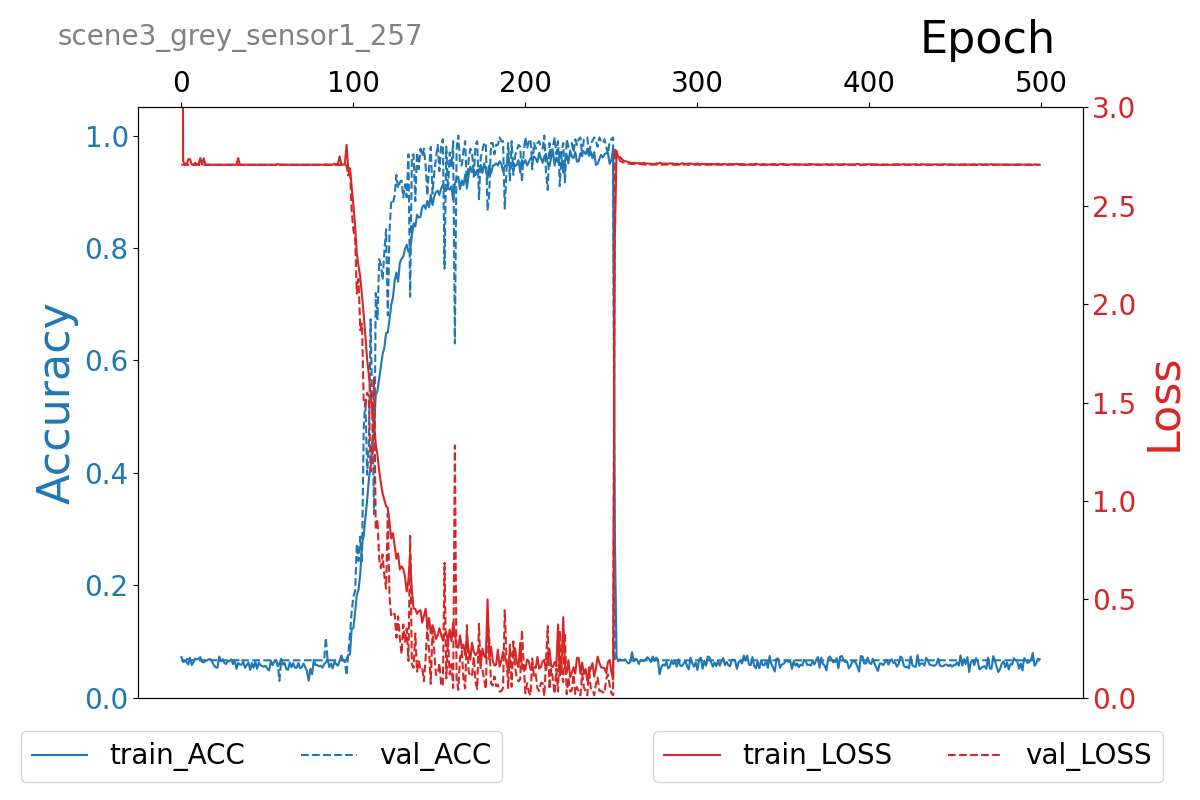 scene3_grey_sensor1_257
Epoch
0 100 200 300 400 500
1.0 0.8 0.6 0.4 0.2 0.0
Accuracy
3.0 2.5 2.0 1.5 1.0 0.5 0.0
Loss
train_ACC val_ACC
train_LOSS val_LOSS